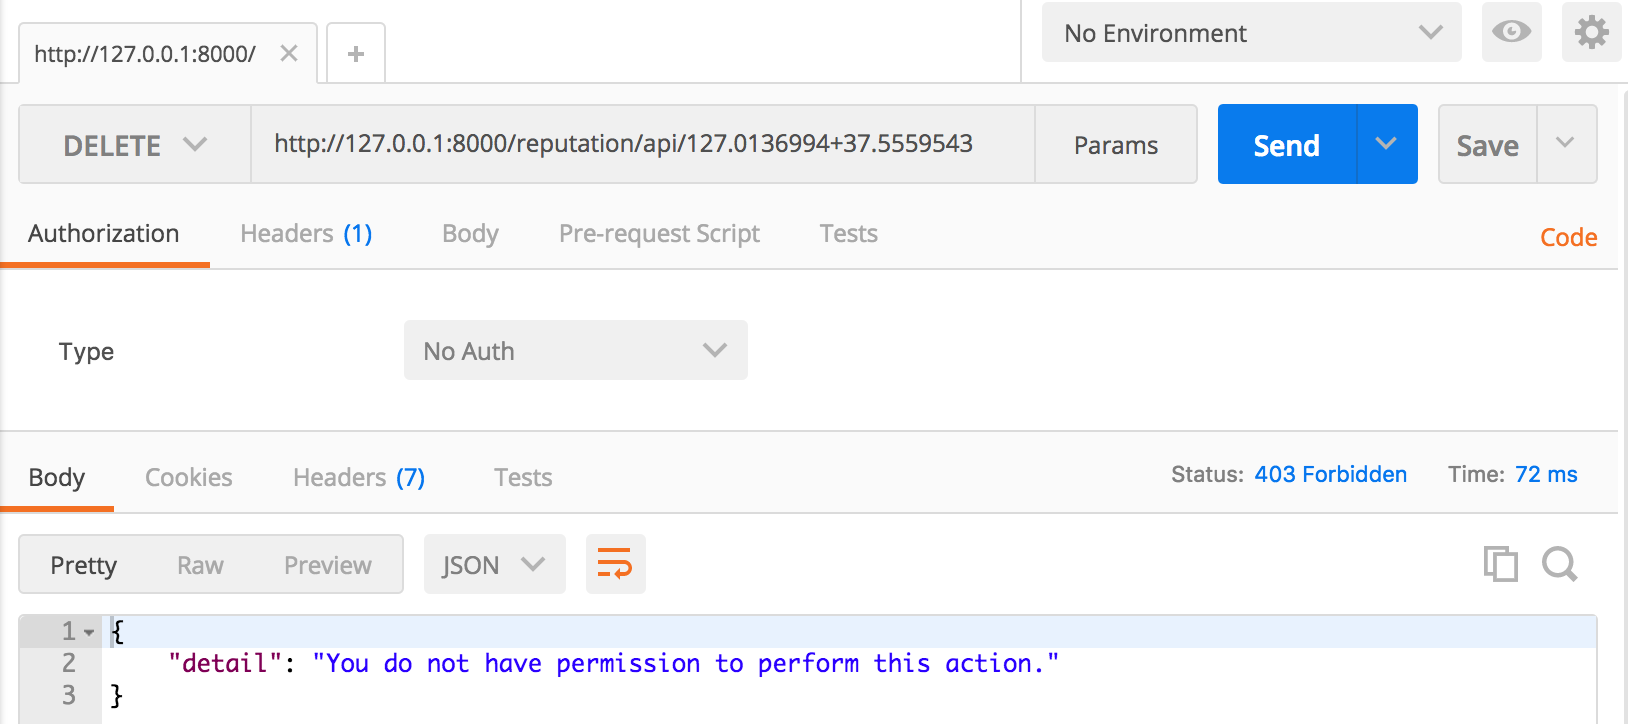 http://127.0.0.1:8000/
No Environment
DELETE http://127.0.0.1:8000/reputation/api/127.0136994+37.5559543 Params Send Save
Authorization Headers (1) Body Pre-request Script Tests Code
Type No Auth
Body Cookies Headers (7) Tests Status: 403 Forbidden Time: 72 ms
Pretty Raw Preview JSON
1 {
2 "detail": "You do not have permission to perform this action."
3 }